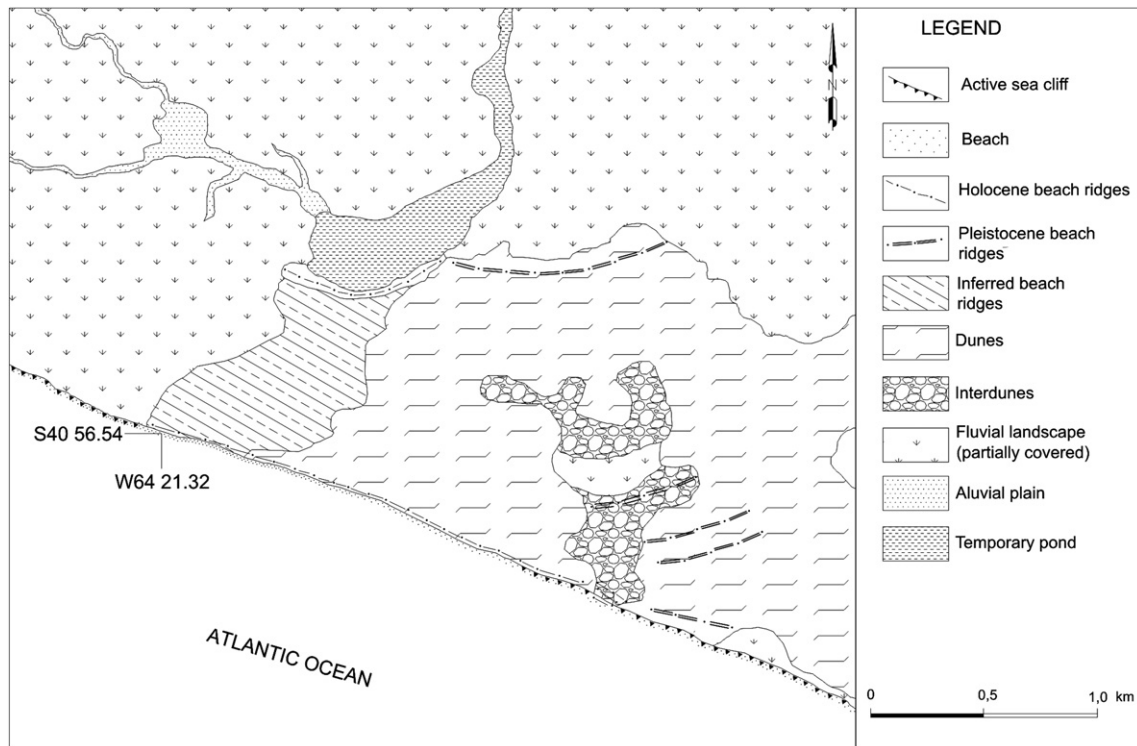 LEGEND
Active sea cliff
Beach
Holocene beach ridges
Pleistocene beach
ridges
Inferred beach
ridges
Dunes
Interdunes
Fluvial landscape
(partially covered)
Aluvial plain
Temporary pond
N
S40 56.54
W64 21.32
ATLANTIC OCEAN
0 0,5 1,0 km